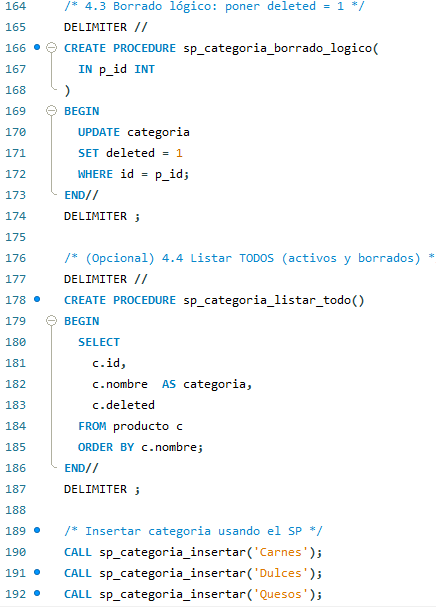 164 /* 4.3 Borrado lógico: poner deleted = 1 */
165 DELIMITER //
166 CREATE PROCEDURE sp_categoria_borrado_logico(
167 IN p_id INT
168 )
169 BEGIN
170 UPDATE categoria
171 SET deleted = 1
172 WHERE id = p_id;
173 END//
174 DELIMITER ;
175
176 /* (Opcional) 4.4 Listar TODOS (activos y borrados) *
177 DELIMITER //
178 CREATE PROCEDURE sp_categoria_listar_todo()
179 BEGIN
180 SELECT
181 c.id,
182 c.nombre  AS categoria,
183 c.deleted
184 FROM producto c
185 ORDER BY c.nombre;
186 END//
187 DELIMITER ;
188
189 /* Insertar categoria usando el SP */
190 CALL sp_categoria_insertar('Carnes');
191 CALL sp_categoria_insertar('Dulces');
192 CALL sp_categoria_insertar('Quesos');